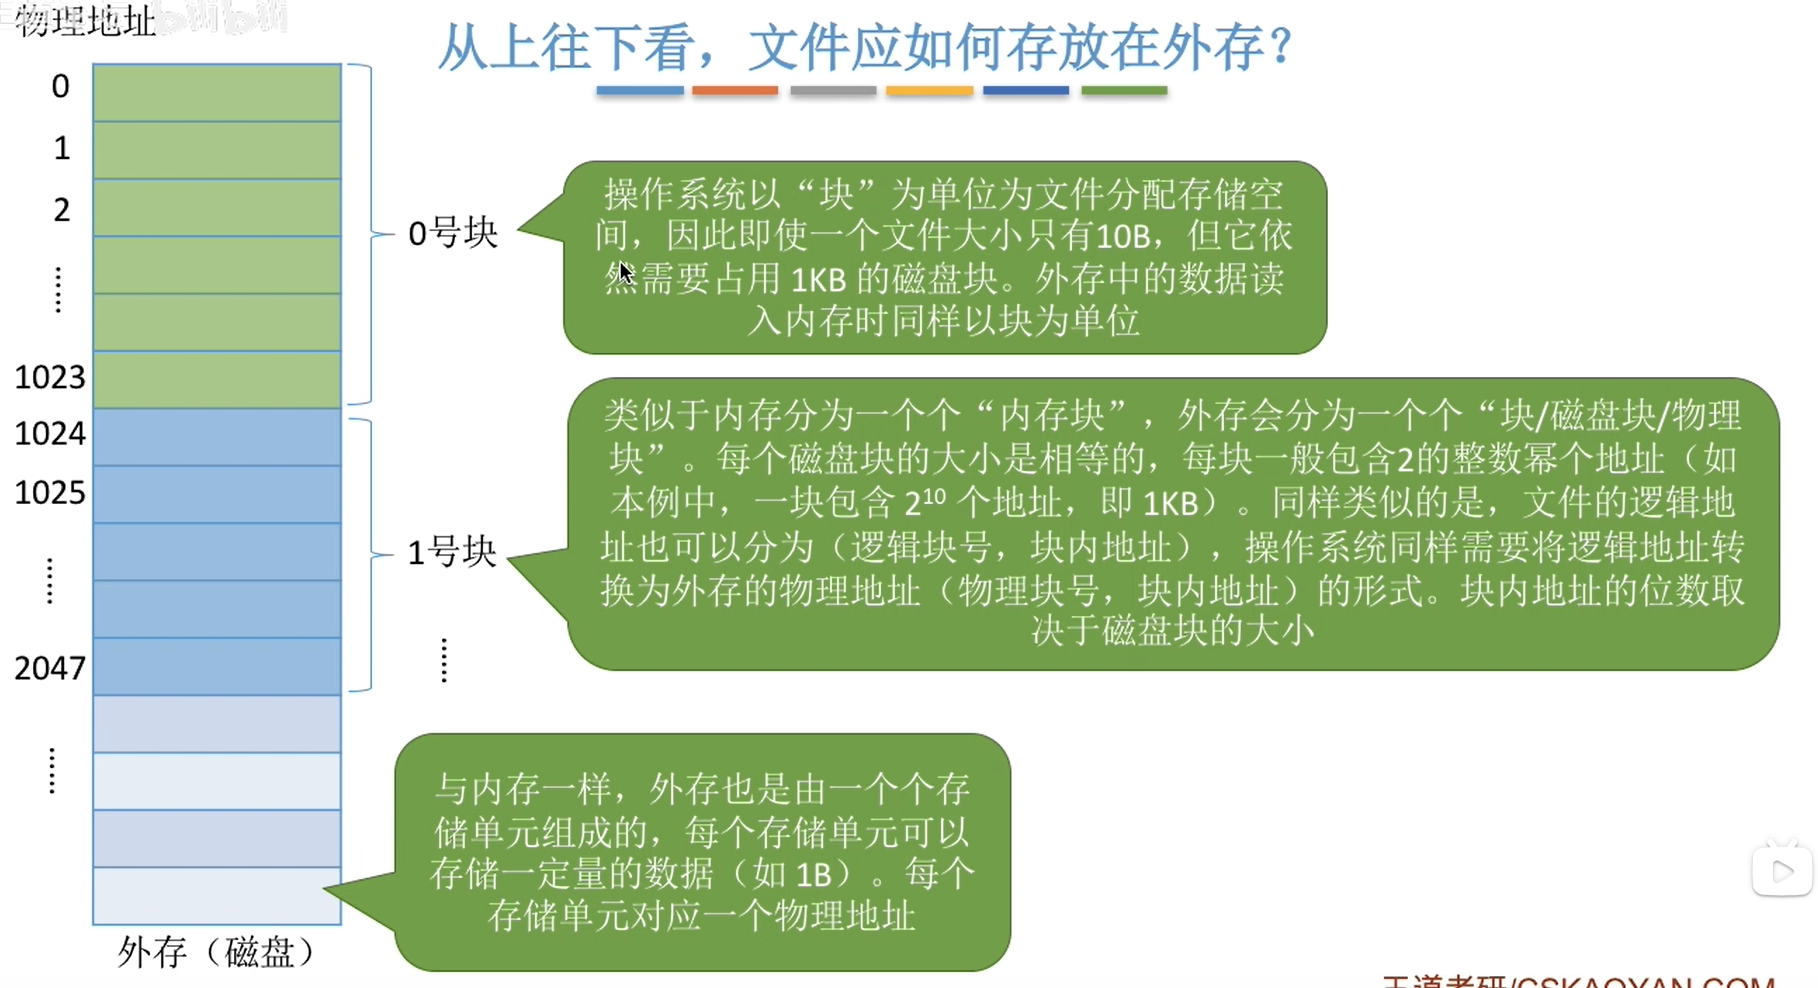 物理地址
bilibili
从上往下看，文件应如何存放在外存？
0
1
2
……
1023
1024
1025
……
2047
……
外存（磁盘）
0号块
操作系统以“块”为单位为文件分配存储空
间，因此即使一个文件大小只有10B，但它依
然需要占用 1KB 的磁盘块。外存中的数据读
入内存时同样以块为单位
1号块
……
类似于内存分为一个个“内存块”，外存会分为一个个“块/磁盘块/物理
块”。每个磁盘块的大小是相等的，每块一般包含2的整数幂个地址（如
本例中，一块包含 2¹⁰ 个地址，即 1KB）。同样类似的是，文件的逻辑地
址也可以分为（逻辑块号，块内地址），操作系统同样需要将逻辑地址转
换为外存的物理地址（物理块号，块内地址）的形式。块内地址的位数取
决于磁盘块的大小
与内存一样，外存也是由一个个存
储单元组成的，每个存储单元可以
存储一定量的数据（如 1B）。每个
存储单元对应一个物理地址
王道考研/CSKAOYAN.COM